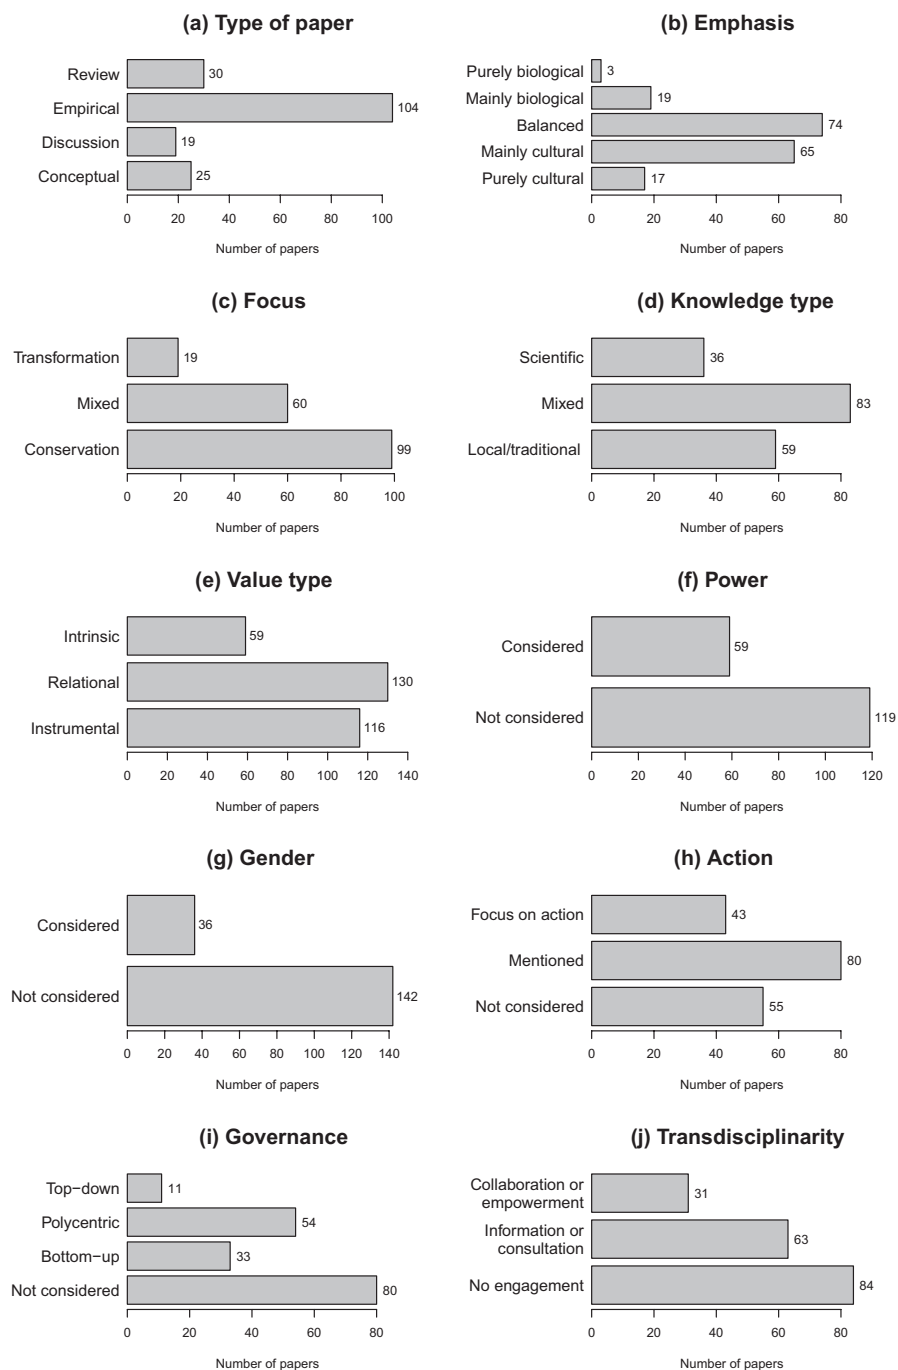 (a) Type of paper
Review 30
Empirical 104
Discussion 19
Conceptual 25
0 20 40 60 80 100
Number of papers
(b) Emphasis
Purely biological 3
Mainly biological 19
Balanced 74
Mainly cultural 65
Purely cultural 17
0 20 40 60 80
Number of papers
(c) Focus
Transformation 19
Mixed 60
Conservation 99
0 20 40 60 80 100
Number of papers
(d) Knowledge type
Scientific 36
Mixed 83
Local/traditional 59
0 20 40 60 80
Number of papers
(e) Value type
Intrinsic 59
Relational 130
Instrumental 116
0 20 40 60 80 100 120 140
Number of papers
(f) Power
Considered 59
Not considered 119
0 20 40 60 80 100 120
Number of papers
(g) Gender
Considered 36
Not considered 142
0 20 40 60 80 100 120 140
Number of papers
(h) Action
Focus on action 43
Mentioned 80
Not considered 55
0 20 40 60 80
Number of papers
(i) Governance
Top−down 11
Polycentric 54
Bottom−up 33
Not considered 80
0 20 40 60 80
Number of papers
(j) Transdisciplinarity
Collaboration or
empowerment 31
Information or
consultation 63
No engagement 84
0 20 40 60 80
Number of papers